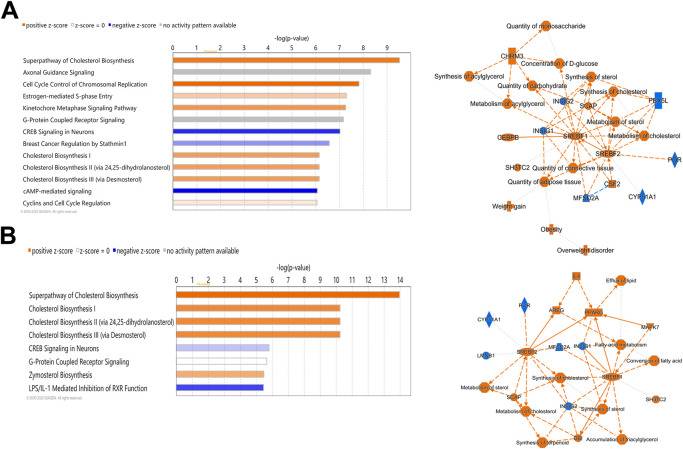 A
positive z-score
z-score = 0
negative z-score
no activity pattern available
-log(p-value)
0 1 2 3 4 5 6 7 8 9
Superpathway of Cholesterol Biosynthesis
Axonal Guidance Signaling
Cell Cycle Control of Chromosomal Replication
Estrogen-mediated S-phase Entry
Kinetochore Metaphase Signaling Pathway
G-Protein Coupled Receptor Signaling
CREB Signaling in Neurons
Breast Cancer Regulation by Stathmin1
Cholesterol Biosynthesis I
Cholesterol Biosynthesis II (via 24,25-dihydrolanosterol)
Cholesterol Biosynthesis III (via Desmosterol)
cAMP-mediated signaling
Cyclins and Cell Cycle Regulation
Quantity of monosaccharide
CHRM3
Concentration of D-glucose
Synthesis of acylglycerol
Synthesis of sterol
Quantity of carbohydrate
Synthesis of cholesterol
Metabolism of acylglycerol
INSIG2
SCAP
PEX5L
Metabolism of sterol
INSIG1
SREBF1
Metabolism of cholesterol
CEBPB
SREBF2
SH3TC2
Quantity of connective tissue
Quantity of adipose tissue
CSF2
MFSD2A
CYP51A1
Weight gain
Obesity
Overweight disorder
B
positive z-score
z-score = 0
negative z-score
no activity pattern available
-log(p-value)
0 1 2 3 4 5 6 7 8 9 10 11 12 13 14
Superpathway of Cholesterol Biosynthesis
Cholesterol Biosynthesis I
Cholesterol Biosynthesis II (via 24,25-dihydrolanosterol)
Cholesterol Biosynthesis III (via Desmosterol)
CREB Signaling in Neurons
G-Protein Coupled Receptor Signaling
Zymosterol Biosynthesis
LPS/IL-1 Mediated Inhibition of RXR Function
Efflux of lipid
AREG
CYP51A1
MAPK7
MFSD2A
INSIG1
Fatty acid metabolism
SREBF2
Conversion of fatty acid
Synthesis of cholesterol
SREBF1
Metabolism of sterol
SCAP
INSIG2
SH3TC2
Metabolism of cholesterol
Synthesis of sterol
Synthesis of terpenoid
Accumulation of triacylglycerol